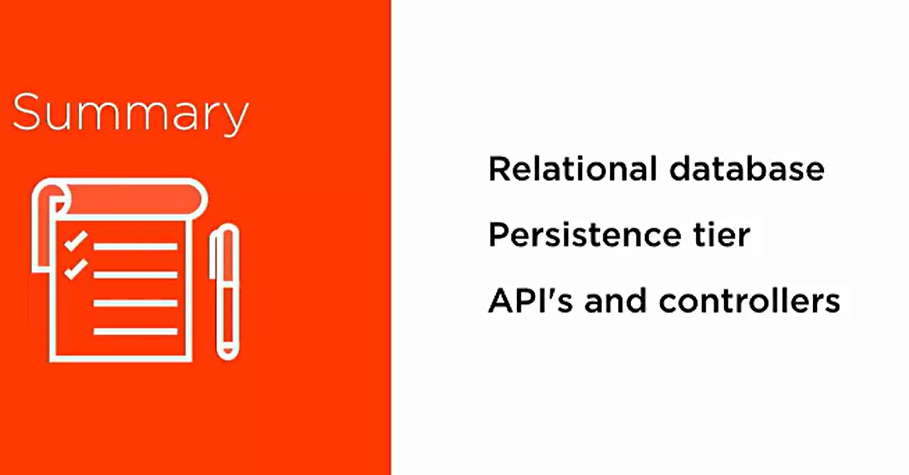 Summary
Relational database
Persistence tier
API's and controllers